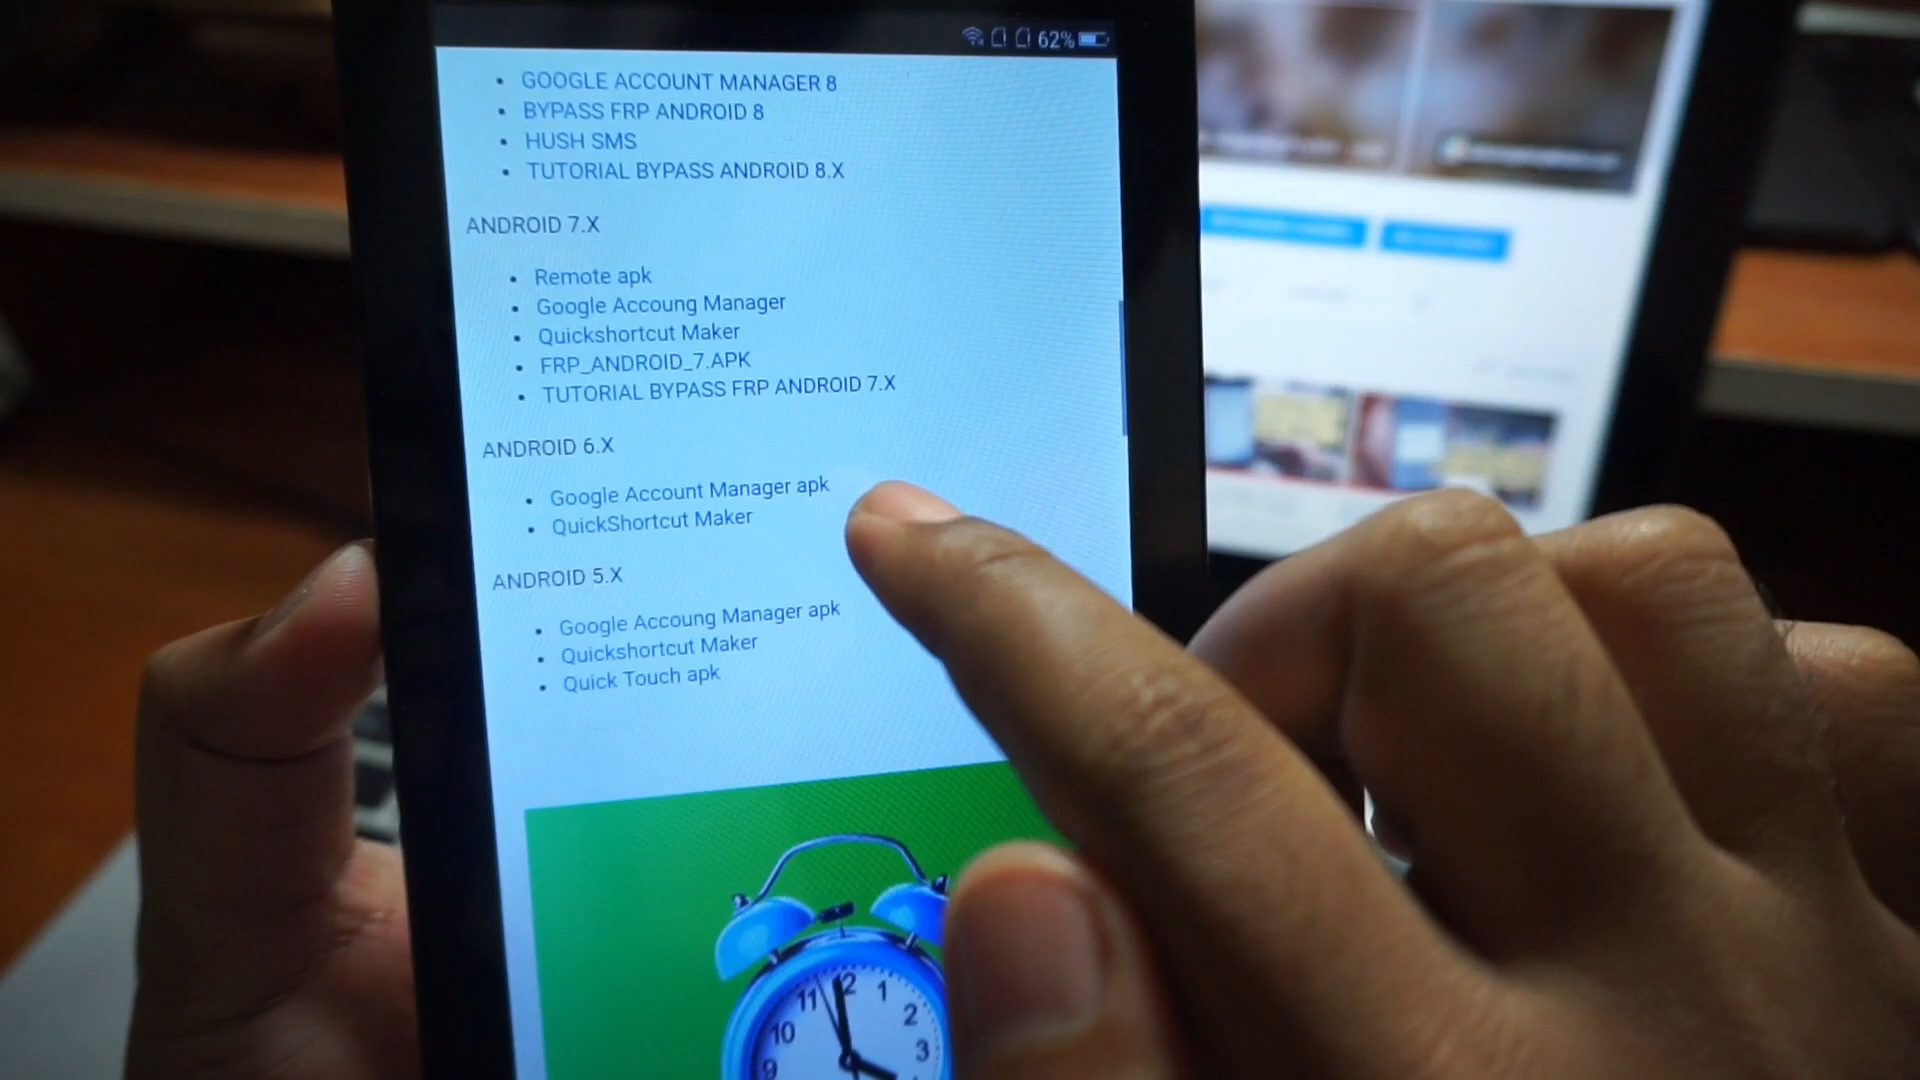 62%
GOOGLE ACCOUNT MANAGER 8
BYPASS FRP ANDROID 8
HUSH SMS
TUTORIAL BYPASS ANDROID 8.X
ANDROID 7.X
Remote apk
Google Accoung Manager
Quickshortcut Maker
FRP_ANDROID_7.APK
TUTORIAL BYPASS FRP ANDROID 7.X
ANDROID 6.X
Google Account Manager apk
QuickShortcut Maker
ANDROID 5.X
Google Accoung Manager apk
Quickshortcut Maker
Quick Touch apk
11 12 1
10 2
9 3